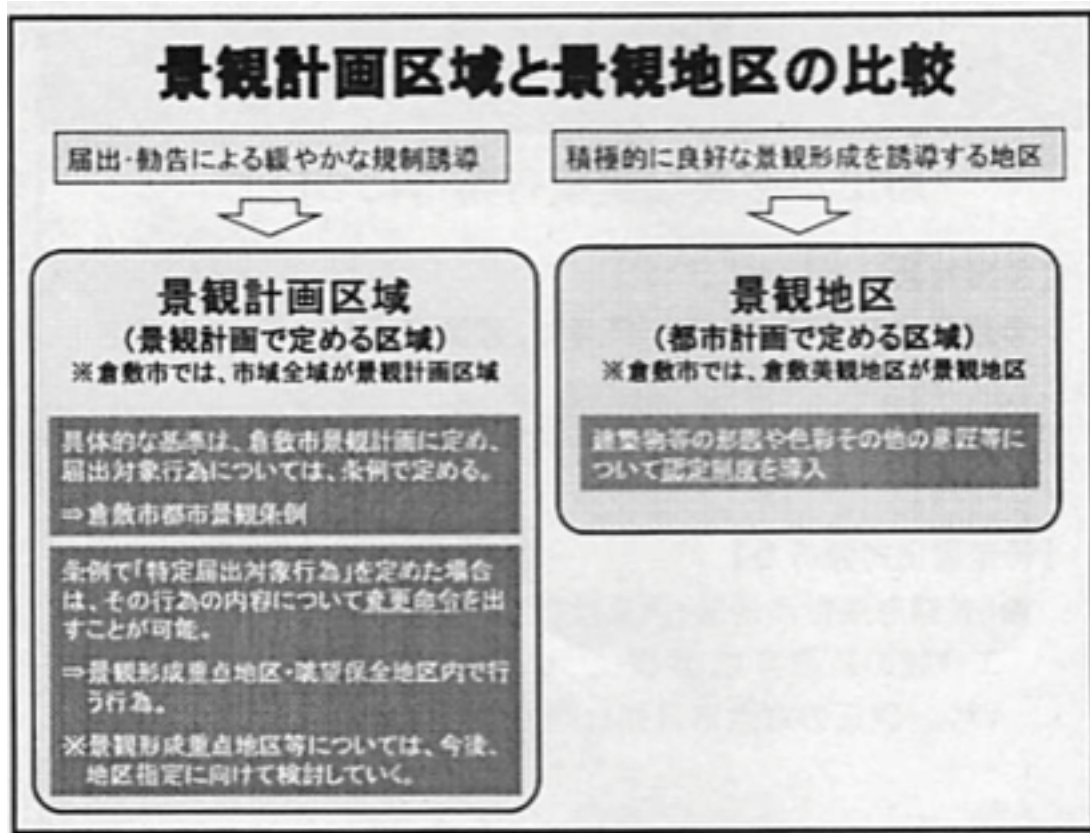 景観計画区域と景観地区の比較
届出・勧告による緩やかな規制誘導
景観計画区域
(景観計画で定める区域)
※倉敷市では、市域全域が景観計画区域
具体的な基準は、倉敷市景観計画に定め、
届出対象行為については、条例で定める。
⇒倉敷市都市景観条例
条例で「特定届出対象行為」を定めた場合
は、その行為の内容について変更命令を出
すことが可能。
⇒景観形成重点地区・眺望保全地区内で行
う行為。
※景観形成重点地区等については、今後、
地区指定に向けて検討していく。
積極的に良好な景観形成を誘導する地区
景観地区
(都市計画で定める区域)
※倉敷市では、倉敷美観地区が景観地区
建築物等の形態や色彩その他の意匠等に
ついて認定制度を導入